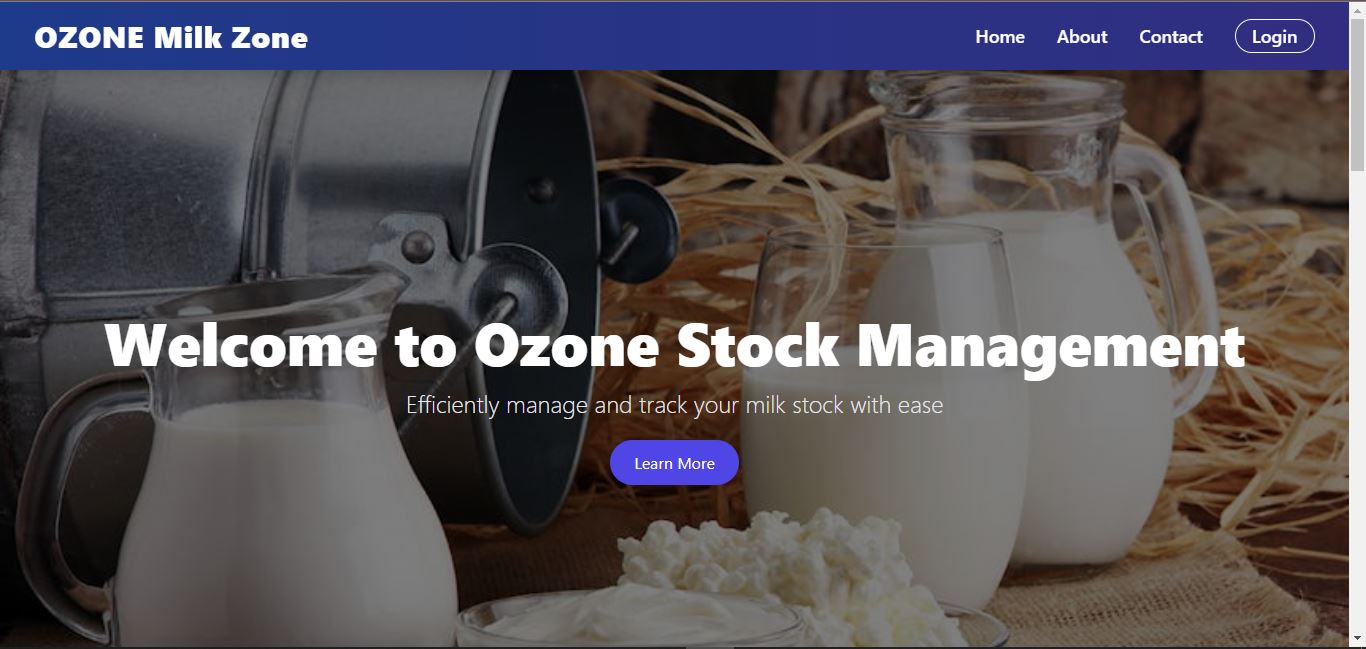 OZONE Milk Zone
Home About Contact Login
Welcome to Ozone Stock Management
Efficiently manage and track your milk stock with ease
Learn More